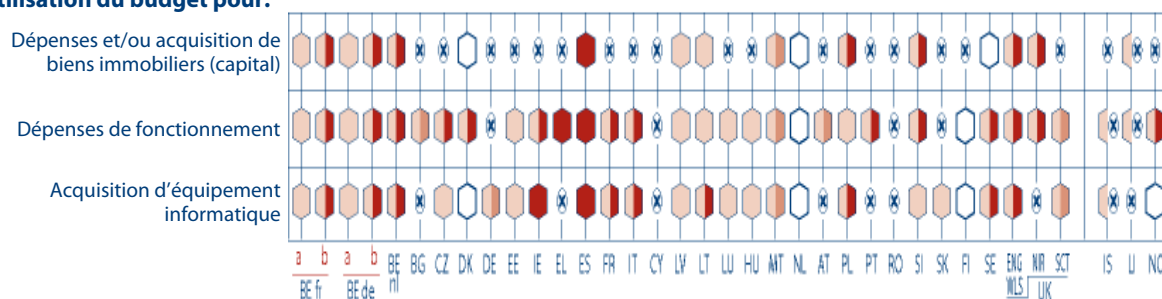 tilisation du budget pour:
Dépenses et/ou acquisition de
biens immobiliers (capital)
Dépenses de fonctionnement
Acquisition d’équipement
informatique
a b a b BE BG CZ DK DE EE IE EL ES FR IT CY LV LT LU HU MT NL AT PL PT RO SI SK FI SE ENG NIR SCT IS LI NO
BE fr BE de nl WLS UK